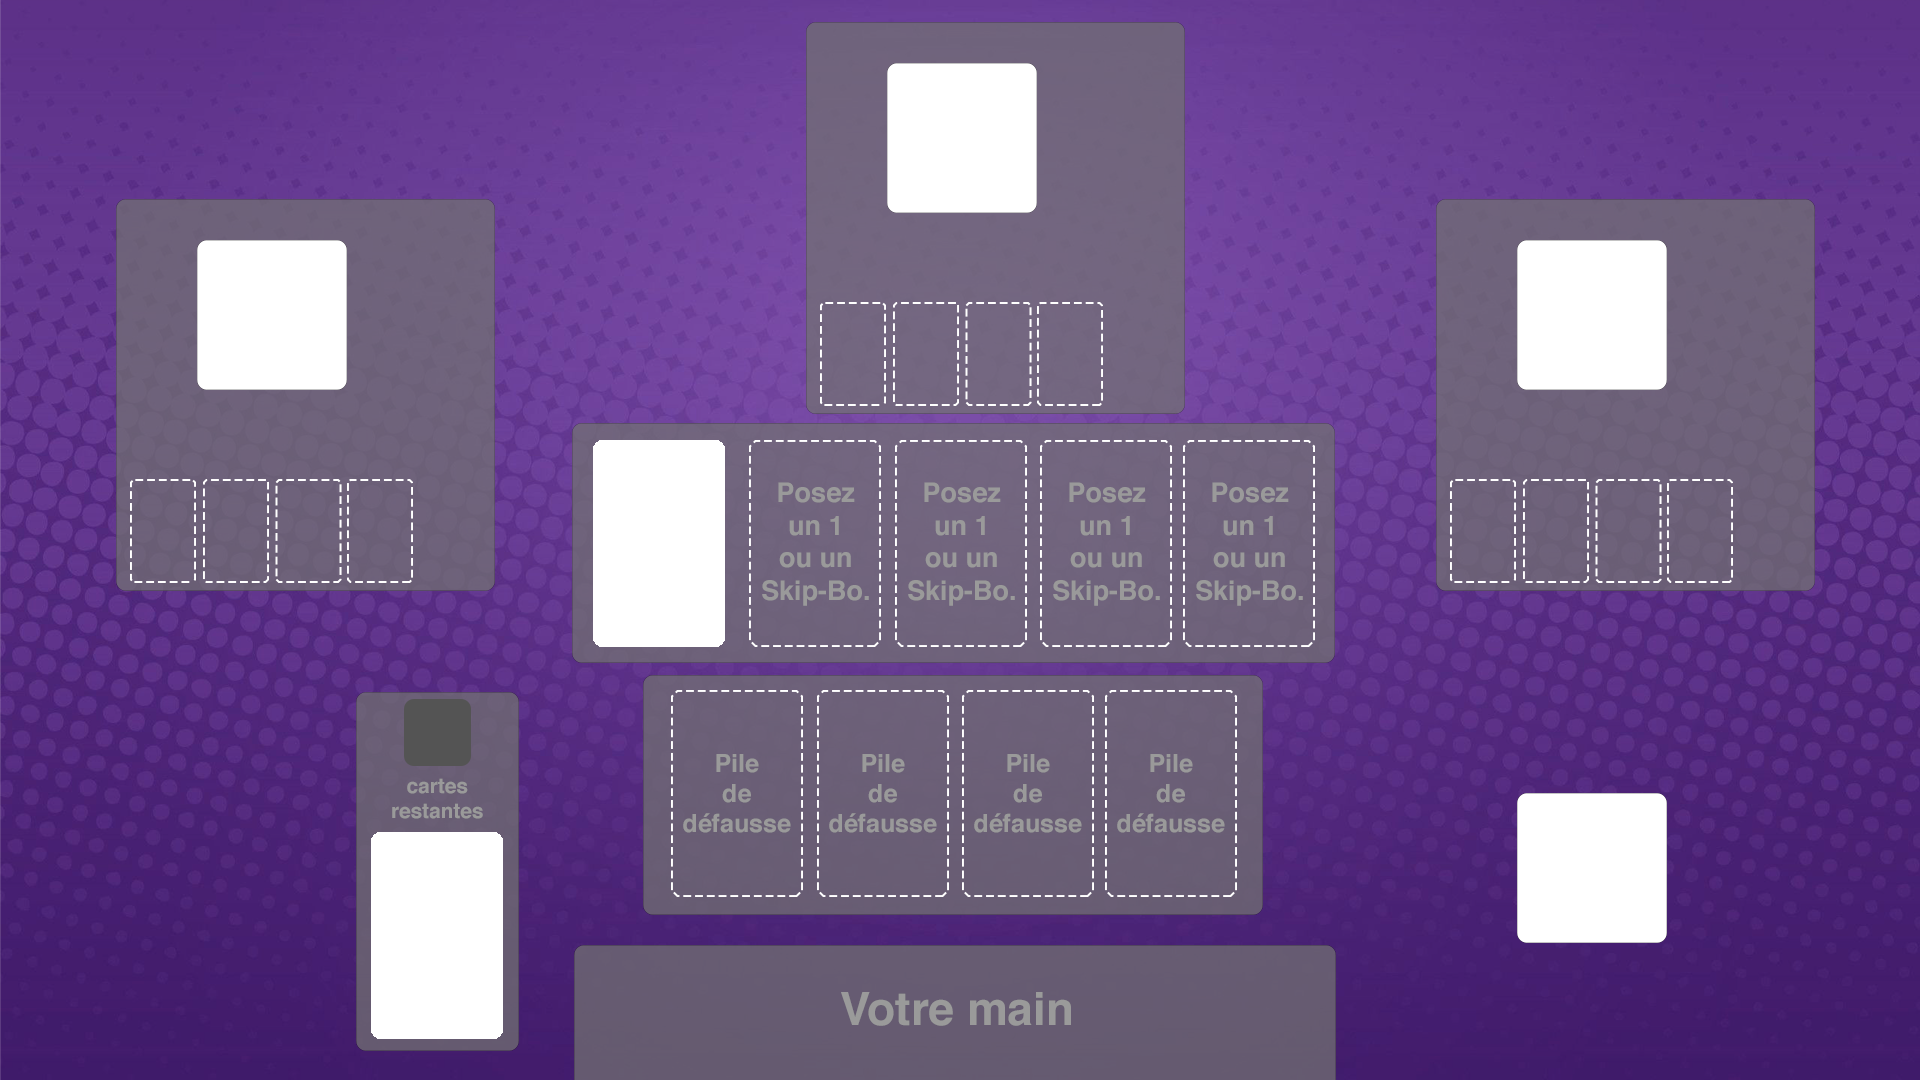 Posez
un 1
ou un
Skip-Bo.
Posez
un 1
ou un
Skip-Bo.
Posez
un 1
ou un
Skip-Bo.
Posez
un 1
ou un
Skip-Bo.
cartes
restantes
Pile
de
défausse
Pile
de
défausse
Pile
de
défausse
Pile
de
défausse
Votre main